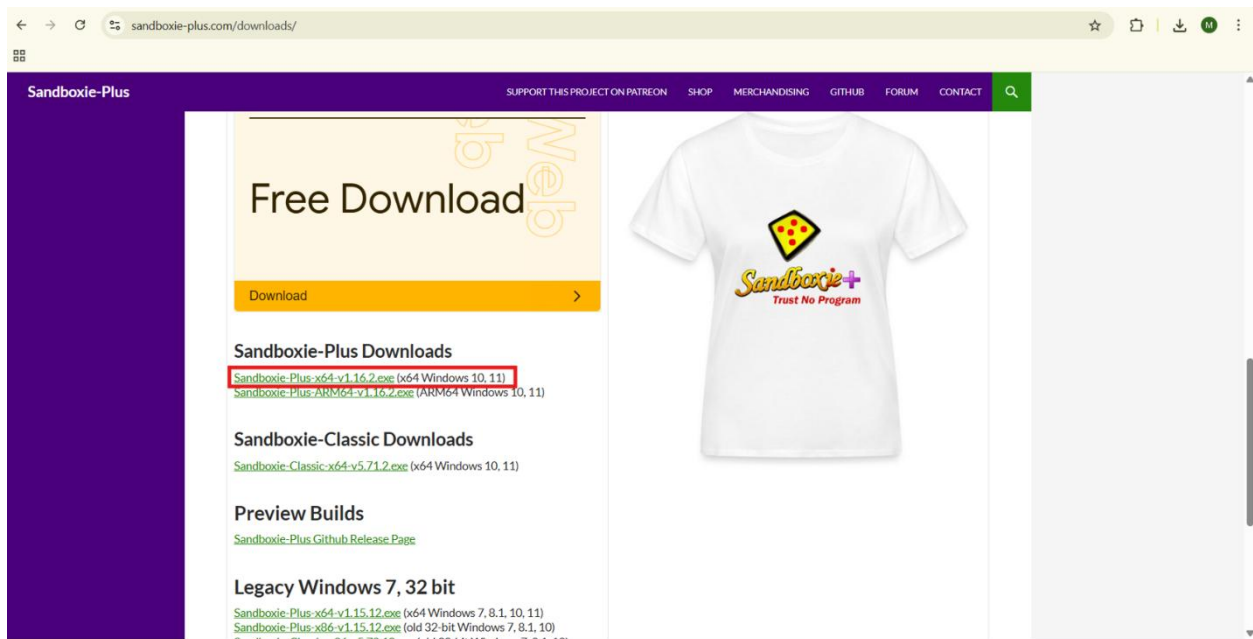 sandboxie-plus.com/downloads/
M
Sandboxie-Plus
SUPPORT THIS PROJECT ON PATREON SHOP MERCHANDISING GITHUB FORUM CONTACT
Web
Free Download
Download
Sandboxie+
Trust No Program
Sandboxie-Plus Downloads
Sandboxie-Plus-x64-v1.16.2.exe (x64 Windows 10, 11)
Sandboxie-Plus-ARM64-v1.16.2.exe (ARM64 Windows 10, 11)
Sandboxie-Classic Downloads
Sandboxie-Classic-x64-v5.71.2.exe (x64 Windows 10, 11)
Preview Builds
Sandboxie-Plus Github Release Page
Legacy Windows 7, 32 bit
Sandboxie-Plus-x64-v1.15.12.exe (x64 Windows 7, 8.1, 10, 11)
Sandboxie-Plus-x86-v1.15.12.exe (old 32-bit Windows 7, 8.1, 10)